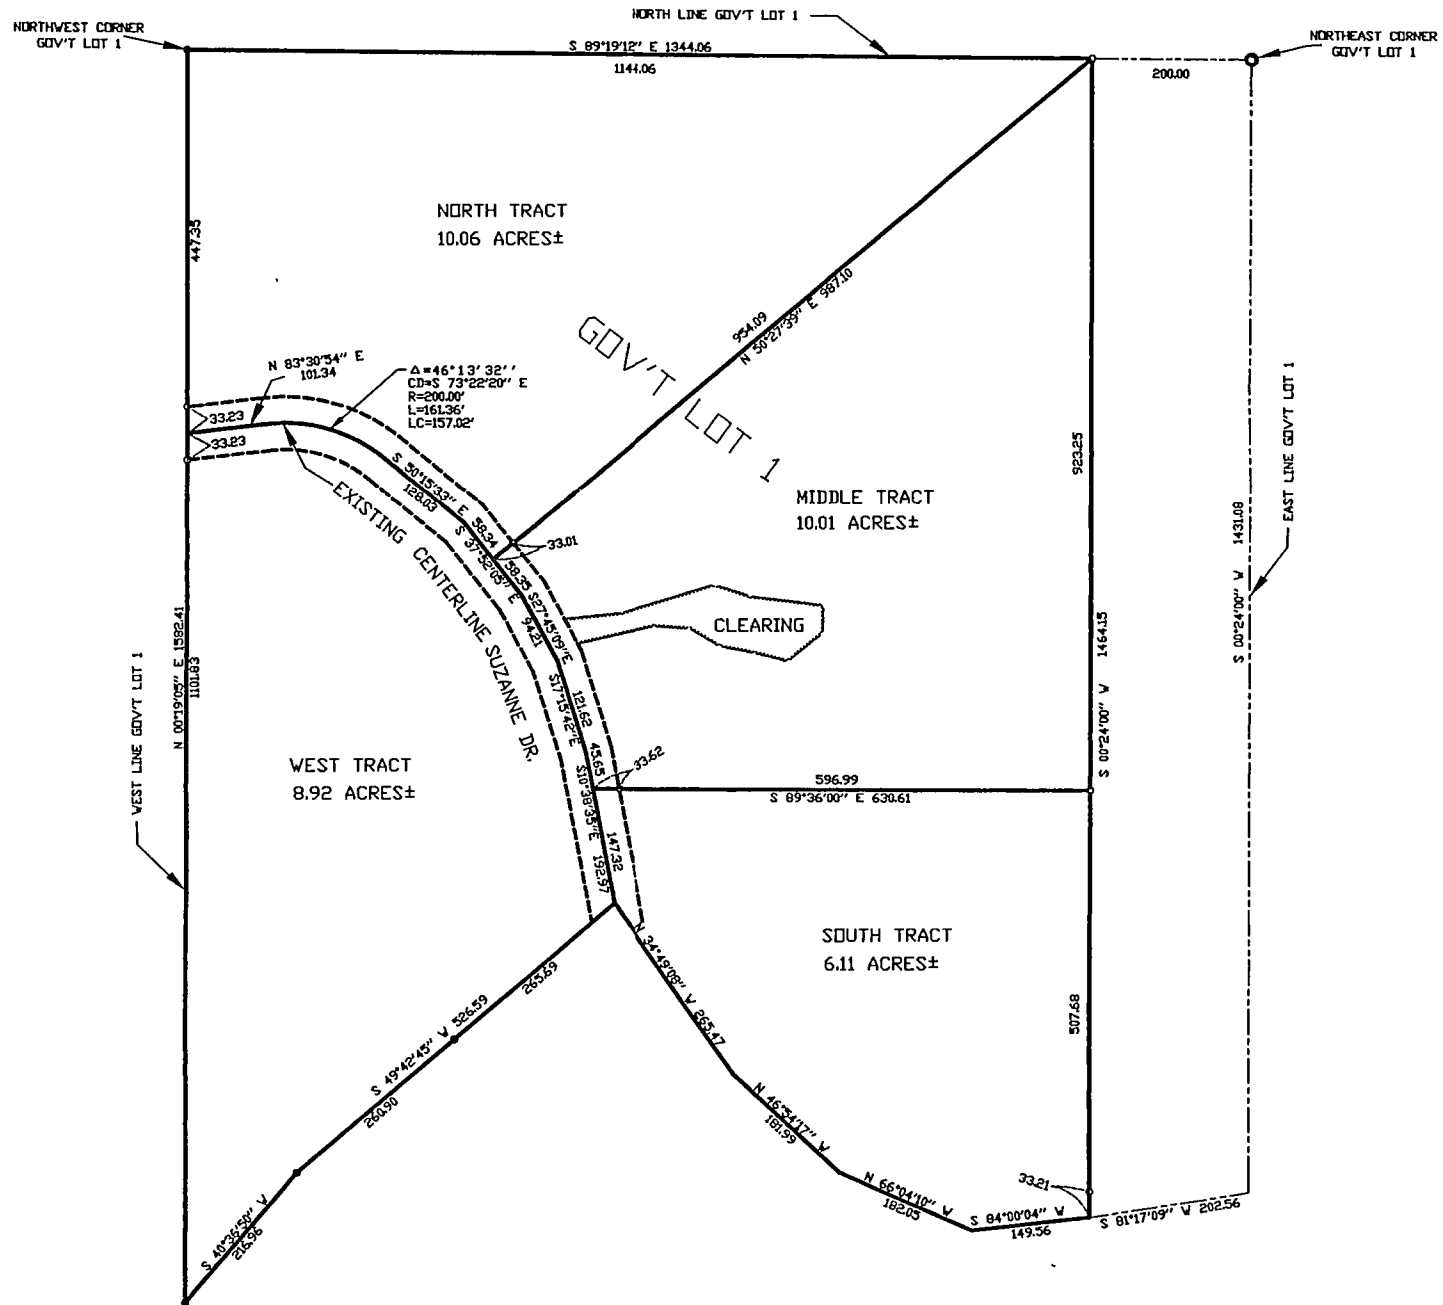 NORTHWEST CORNER
GOV'T LOT 1
NORTH LINE GOV'T LOT 1
NORTHEAST CORNER
GOV'T LOT 1
S 89°19'12" E 1344.06
1144.06
200.00
447.35
NORTH TRACT
10.06 ACRES±
N 83°30'54" E
101.34
Δ=46°13'32''
CD=S 73°22'20" E
R=200.00'
L=161.36'
LC=157.02'
954.09
N 50°27'39" E 987.10
GOV'T LOT 1
33.23
33.23
923.25
EAST LINE GOV'T LOT 1
MIDDLE TRACT
10.01 ACRES±
S 50°15'33" E
128.03
58.34
S 37°52'05" E
58.35
33.01
EXISTING CENTERLINE SUZANNE DR.
S27°45'09"E
94.21
CLEARING
S 00°24'00" W 1431.08
S 00°24'00" W 1464.15
N 00°19'05" E 1582.41
1101.83
WEST LINE GOV'T LOT 1
121.62
S17°15'42"E
45.65
33.62
WEST TRACT
8.92 ACRES±
596.99
S 89°36'00" E 630.61
S10°38'35"E 192.97
147.32
SOUTH TRACT
6.11 ACRES±
N 34°49'08" W 265.47
265.69
S 49°42'45" W 526.59
260.90
507.68
N 46°54'17" W
181.99
N 66°04'10" W
182.05
33.21
S 84°00'04" W
149.56
S 81°17'09" W 202.56
S 40°36'50" W
216.96